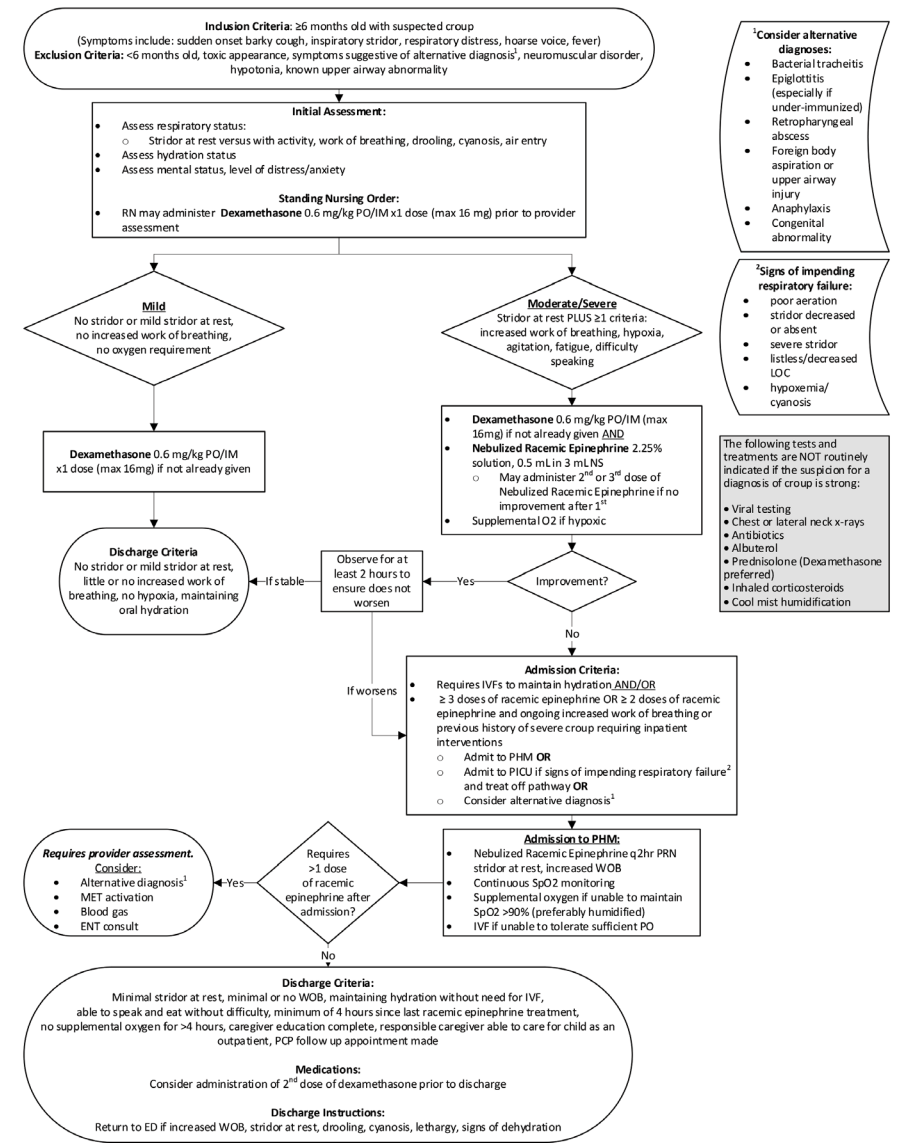 Inclusion Criteria: ≥6 months old with suspected croup
(Symptoms include: sudden onset barky cough, inspiratory stridor, respiratory distress, hoarse voice, fever)
Exclusion Criteria: <6 months old, toxic appearance, symptoms suggestive of alternative diagnosis1, neuromuscular disorder,
hypotonia, known upper airway abnormality
Initial Assessment:
• Assess respiratory status:
o Stridor at rest versus with activity, work of breathing, drooling, cyanosis, air entry
• Assess hydration status
• Assess mental status, level of distress/anxiety
Standing Nursing Order:
• RN may administer Dexamethasone 0.6 mg/kg PO/IM x1 dose (max 16 mg) prior to provider
assessment
1Consider alternative
diagnoses:
• Bacterial tracheitis
• Epiglottitis
(especially if
under-immunized)
• Retropharyngeal
abscess
• Foreign body
aspiration or
upper airway
injury
• Anaphylaxis
• Congenital
abnormality
2Signs of impending
respiratory failure:
• poor aeration
• stridor decreased
or absent
• severe stridor
• listless/decreased
LOC
• hypoxemia/
cyanosis
Mild
No stridor or mild stridor at rest,
no increased work of breathing,
no oxygen requirement
Moderate/Severe
Stridor at rest PLUS ≥1 criteria:
increased work of breathing, hypoxia,
agitation, fatigue, difficulty
speaking
Dexamethasone 0.6 mg/kg PO/IM
x1 dose (max 16mg) if not already given
• Dexamethasone 0.6 mg/kg PO/IM (max
16mg) if not already given AND
• Nebulized Racemic Epinephrine 2.25%
solution, 0.5 mL in 3 mL NS
o May administer 2nd or 3rd dose of
Nebulized Racemic Epinephrine if no
improvement after 1st
• Supplemental O2 if hypoxic
The following tests and
treatments are NOT routinely
indicated if the suspicion for a
diagnosis of croup is strong:
• Viral testing
• Chest or lateral neck x-rays
• Antibiotics
• Albuterol
• Prednisolone (Dexamethasone
preferred)
• Inhaled corticosteroids
• Cool mist humidification
Discharge Criteria
No stridor or mild stridor at rest,
little or no increased work of
breathing, no hypoxia, maintaining
oral hydration
If stable
Observe for at
least 2 hours to
ensure does not
worsen
Yes
Improvement?
No
If worsens
Admission Criteria:
• Requires IVFs to maintain hydration AND/OR
• ≥ 3 doses of racemic epinephrine OR ≥ 2 doses of racemic
epinephrine and ongoing increased work of breathing or
previous history of severe croup requiring inpatient
interventions
o Admit to PHM OR
o Admit to PICU if signs of impending respiratory failure2
and treat off pathway OR
o Consider alternative diagnosis1
Requires provider assessment.
Consider:
• Alternative diagnosis1
• MET activation
• Blood gas
• ENT consult
Yes
Requires
>1 dose
of racemic
epinephrine after
admission?
Admission to PHM:
• Nebulized Racemic Epinephrine q2hr PRN
stridor at rest, increased WOB
• Continuous SpO2 monitoring
• Supplemental oxygen if unable to maintain
SpO2 >90% (preferably humidified)
• IVF if unable to tolerate sufficient PO
No
Discharge Criteria:
Minimal stridor at rest, minimal or no WOB, maintaining hydration without need for IVF,
able to speak and eat without difficulty, minimum of 4 hours since last racemic epinephrine treatment,
no supplemental oxygen for >4 hours, caregiver education complete, responsible caregiver able to care for child as an
outpatient, PCP follow up appointment made
Medications:
Consider administration of 2nd dose of dexamethasone prior to discharge
Discharge Instructions:
Return to ED if increased WOB, stridor at rest, drooling, cyanosis, lethargy, signs of dehydration